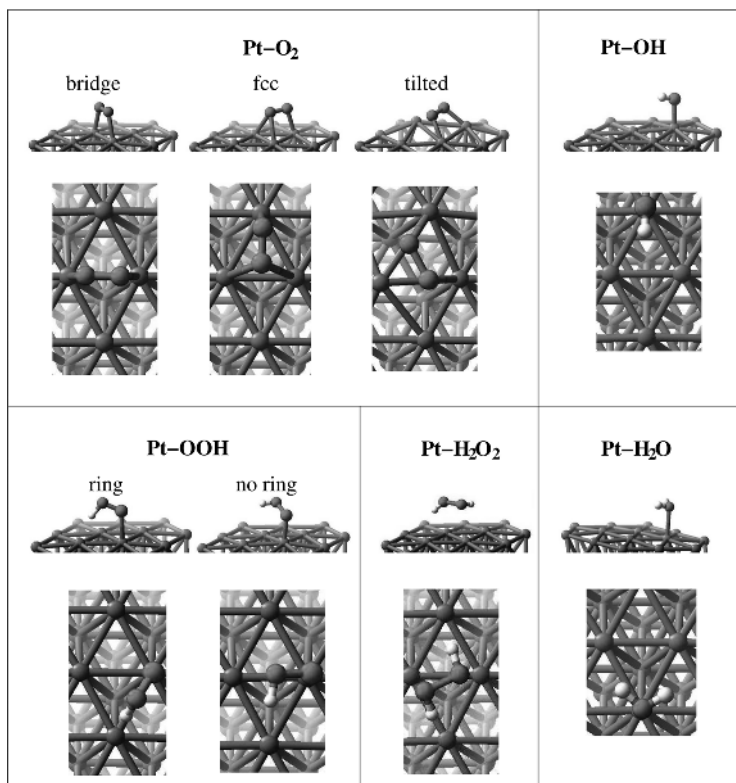 Pt–O₂
bridge fcc tilted
Pt–OH
Pt–OOH
ring no ring
Pt–H₂O₂
Pt–H₂O